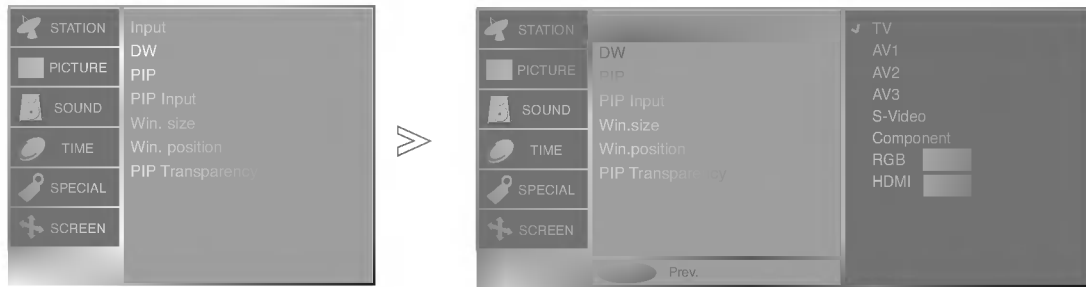 STATION
PICTURE
SOUND
TIME
SPECIAL
SCREEN
Input
DW
PIP
PIP Input
Win. size
Win. position
PIP Transparency
STATION
PICTURE
SOUND
TIME
SPECIAL
SCREEN
DW
PIP
PIP Input
Win.size
Win.position
PIP Transparency
Prev.
TV
AV1
AV2
AV3
S-Video
Component
RGB
HDMI